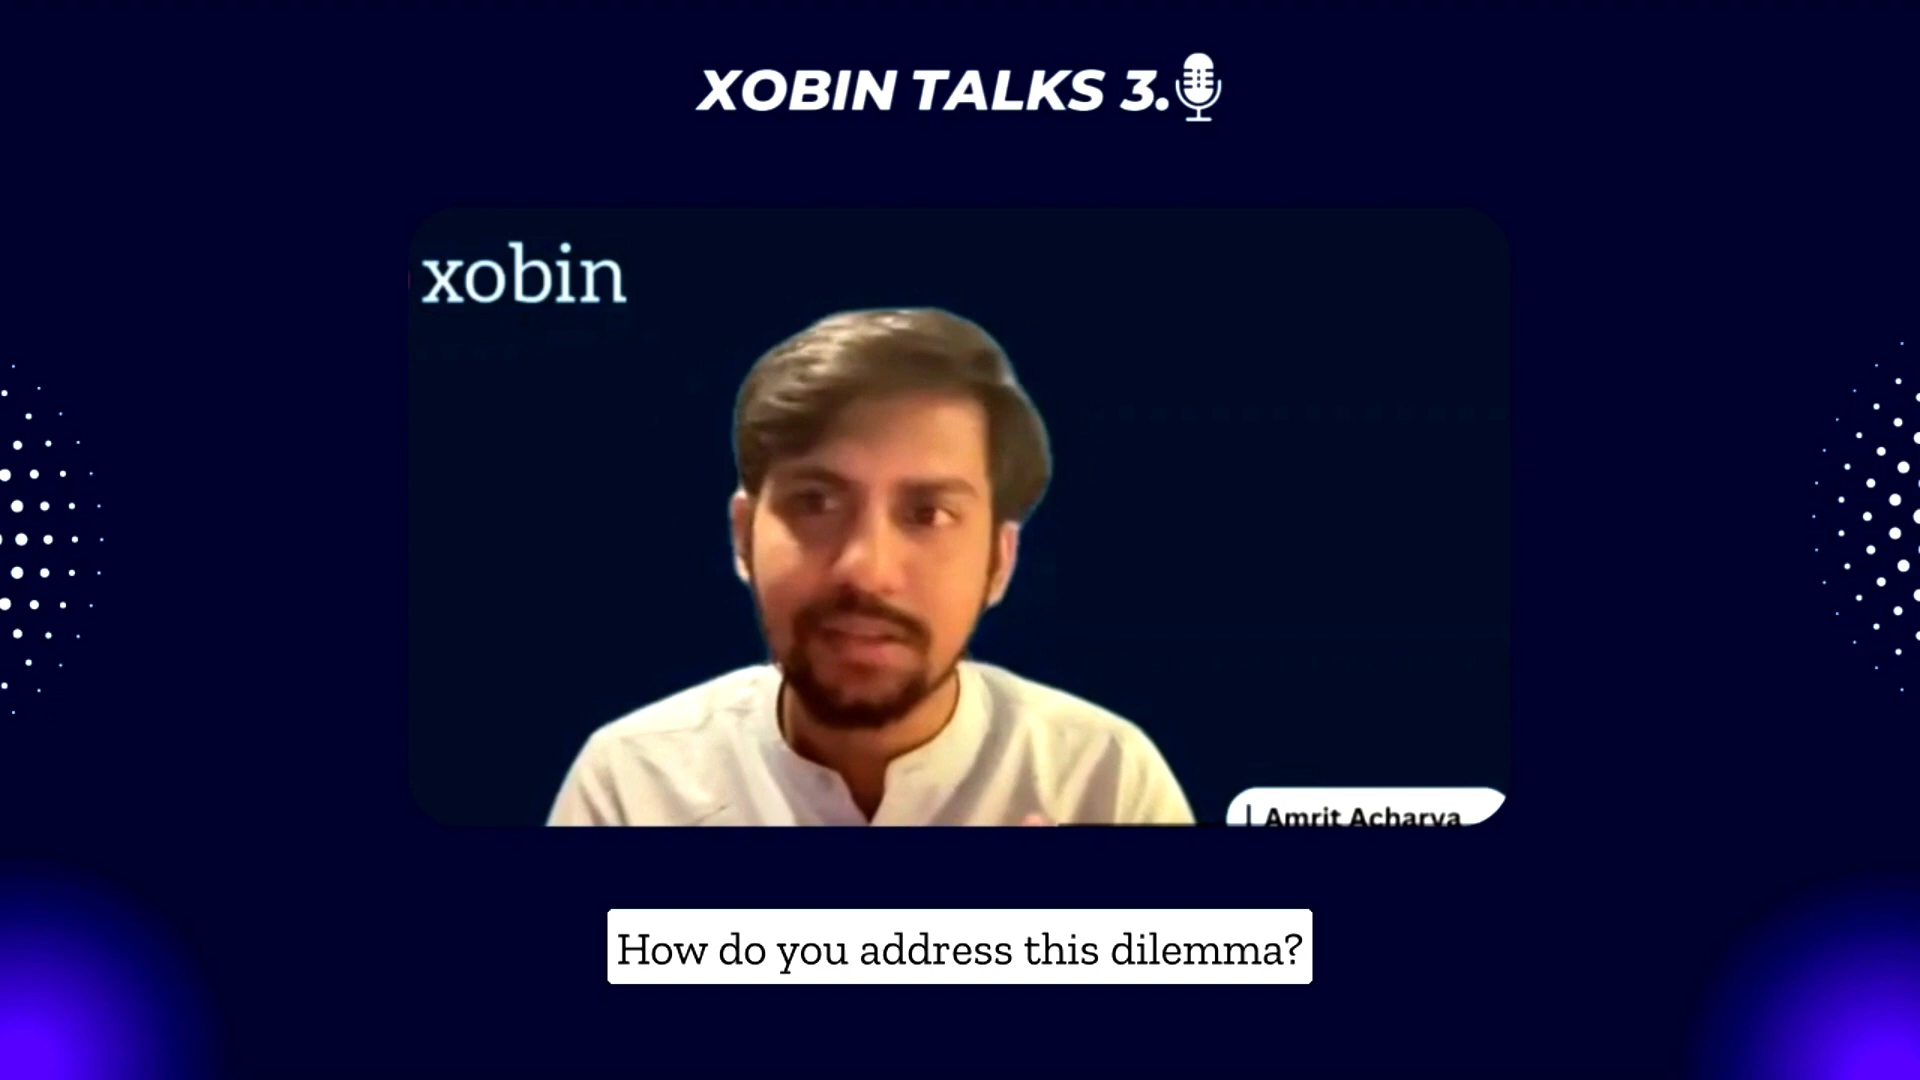 XOBIN TALKS 3.
xobin
| Amrit Acharya
How do you address this dilemma?